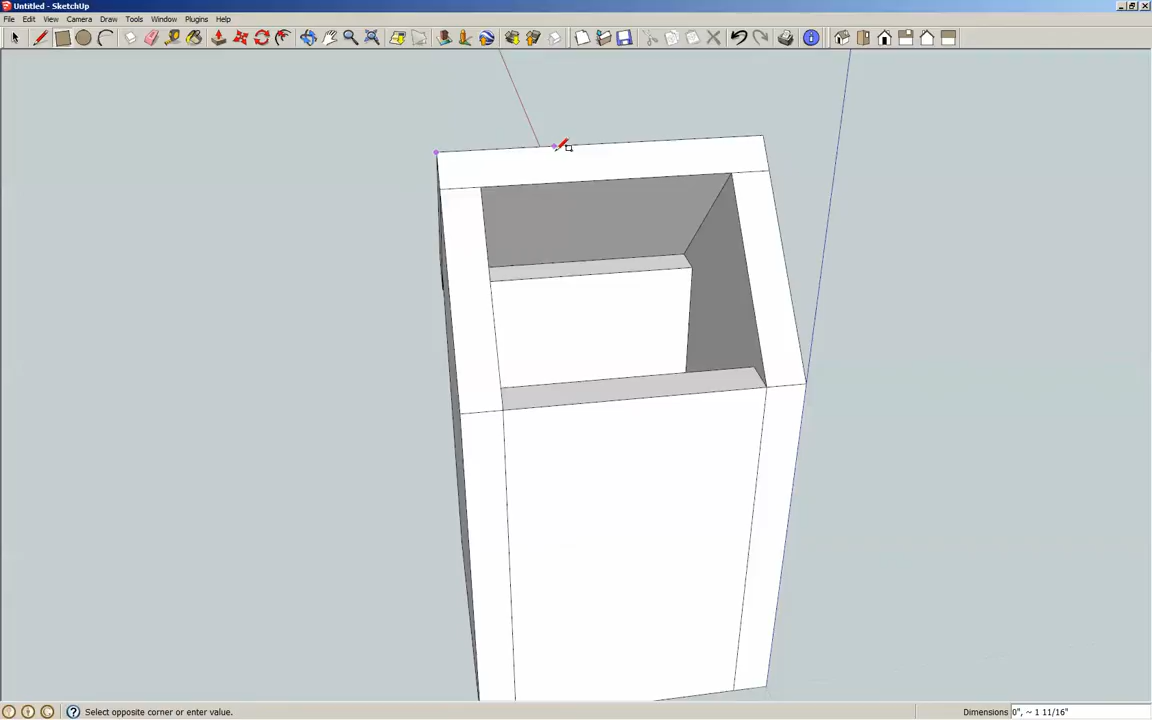 Untitled - SketchUp
File Edit View Camera Draw Tools Window Plugins Help
Select opposite corner or enter value.
Dimensions 0", ~ 1 11/16"